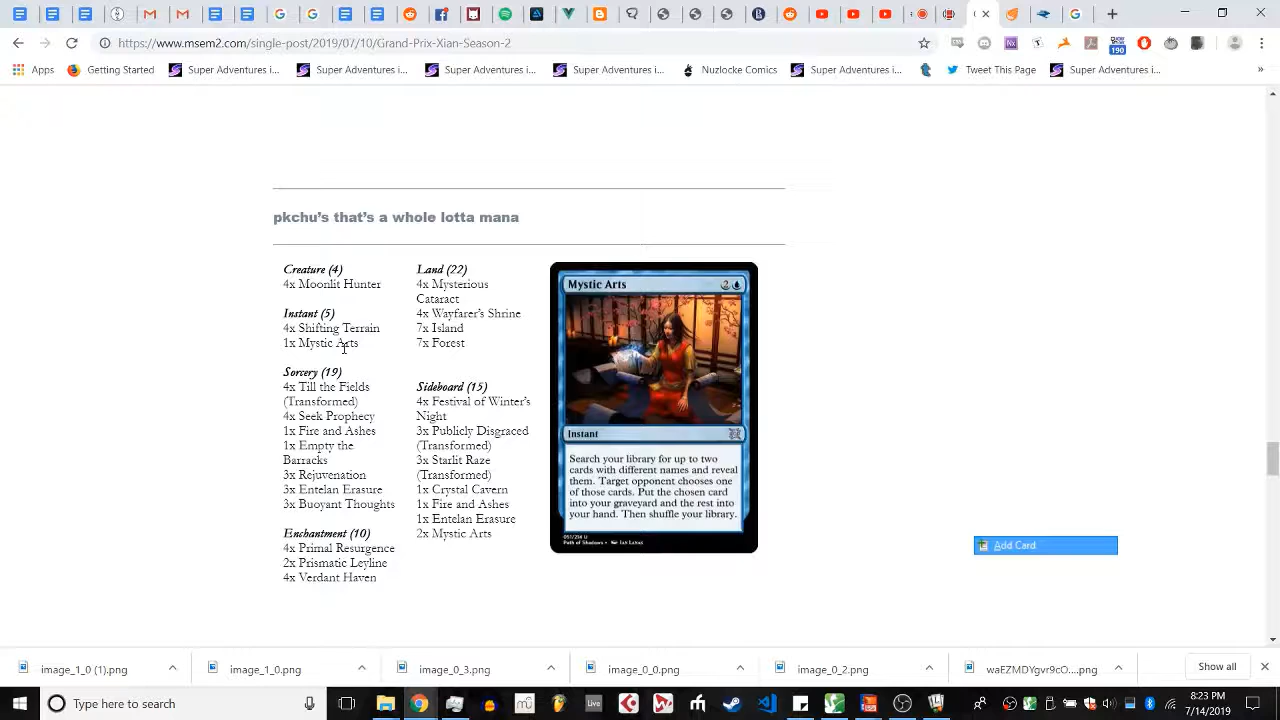 https://www.msem2.com/single-post/2019/07/10/Grand-Prix-Xian-Season-2
Apps
Getting Started
Super Adventures i...
Super Adventures i...
Super Adventures i...
Super Adventures i...
Nuzlocke Comics
Super Adventures i...
Tweet This Page
Super Adventures i...
»
pkchu's that's a whole lotta mana
Creature (4)
4x Moonlit Hunter
Instant (5)
4x Shifting Terrain
1x Mystic Arts
Sorcery (19)
4x Till the Fields
(Transformed)
4x Seek Prophecy
1x Fire and Ashes
1x Empty the
Barracks
3x Rejuvenation
3x Entelan Erasure
3x Buoyant Thoughts
Enchantment (10)
4x Primal Resurgence
2x Prismatic Leyline
4x Verdant Haven
Land (22)
4x Mysterious
Cataract
4x Wayfarer's Shrine
7x Island
7x Forest
Sideboard (15)
4x Festival of Winter's
Night
3x Publicly Disgraced
(Transformed)
3x Starlit Raze
(Transformed)
1x Crystal Cavern
1x Fire and Ashes
1x Entelan Erasure
2x Mystic Arts
Mystic Arts
2
Instant
Search your library for up to two
cards with different names and reveal
them. Target opponent chooses one
of those cards. Put the chosen card
into your graveyard and the rest into
your hand. Then shuffle your library.
Path of Shadows •
Add Card
image_1_0 (1).png
image_1_0.png
image_0_3.png
image_0_0.png
image_0_2.png
waEZMDYgvr9cO....png
Show all
Type here to search
Live
8:23 PM
7/14/2019
190